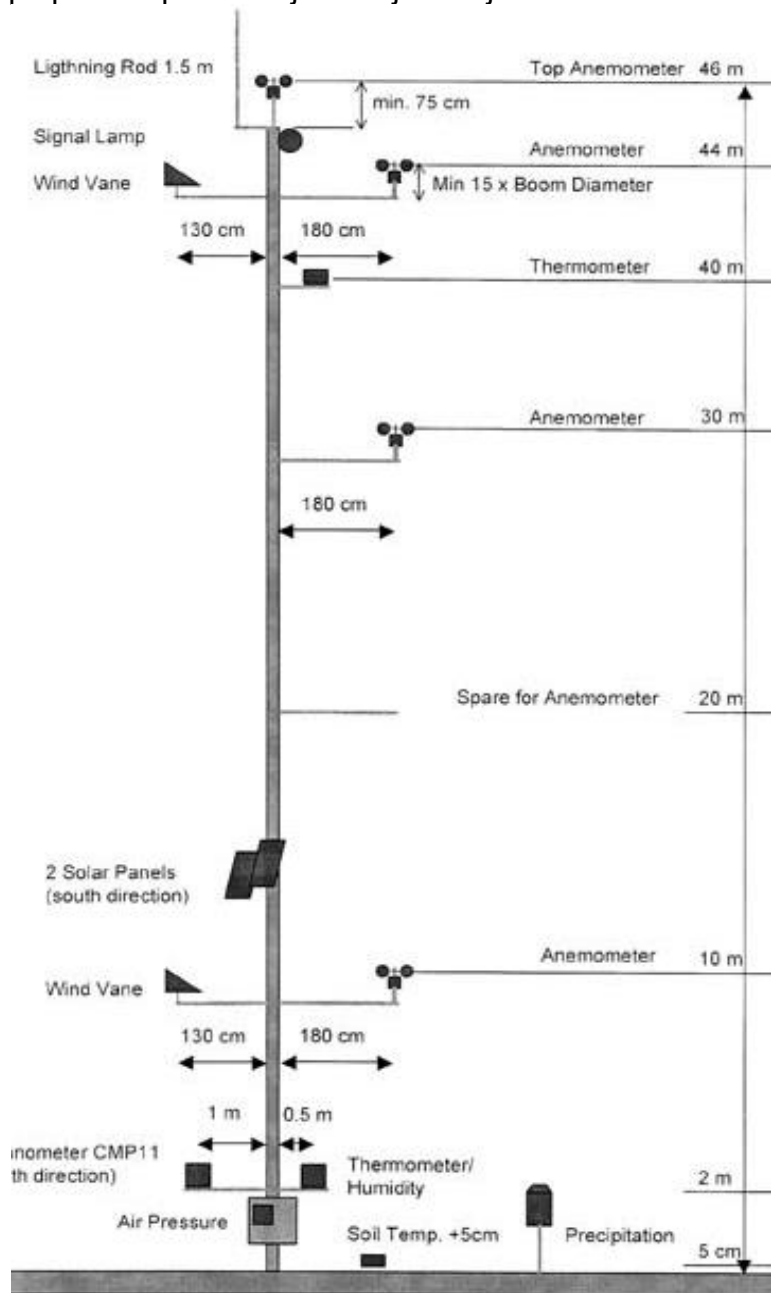 Ligthning Rod 1.5 m
Top Anemometer 46 m
min. 75 cm
Signal Lamp
Anemometer 44 m
Wind Vane
Min 15 x Boom Diameter
130 cm
180 cm
Thermometer 40 m
Anemometer 30 m
180 cm
Spare for Anemometer 20 m
2 Solar Panels
(south direction)
Anemometer 10 m
Wind Vane
130 cm
180 cm
1 m
0.5 m
CMP11
direction)
Thermometer/
Humidity
2 m
Air Pressure
Soil Temp. +5cm
Precipitation
5 cm